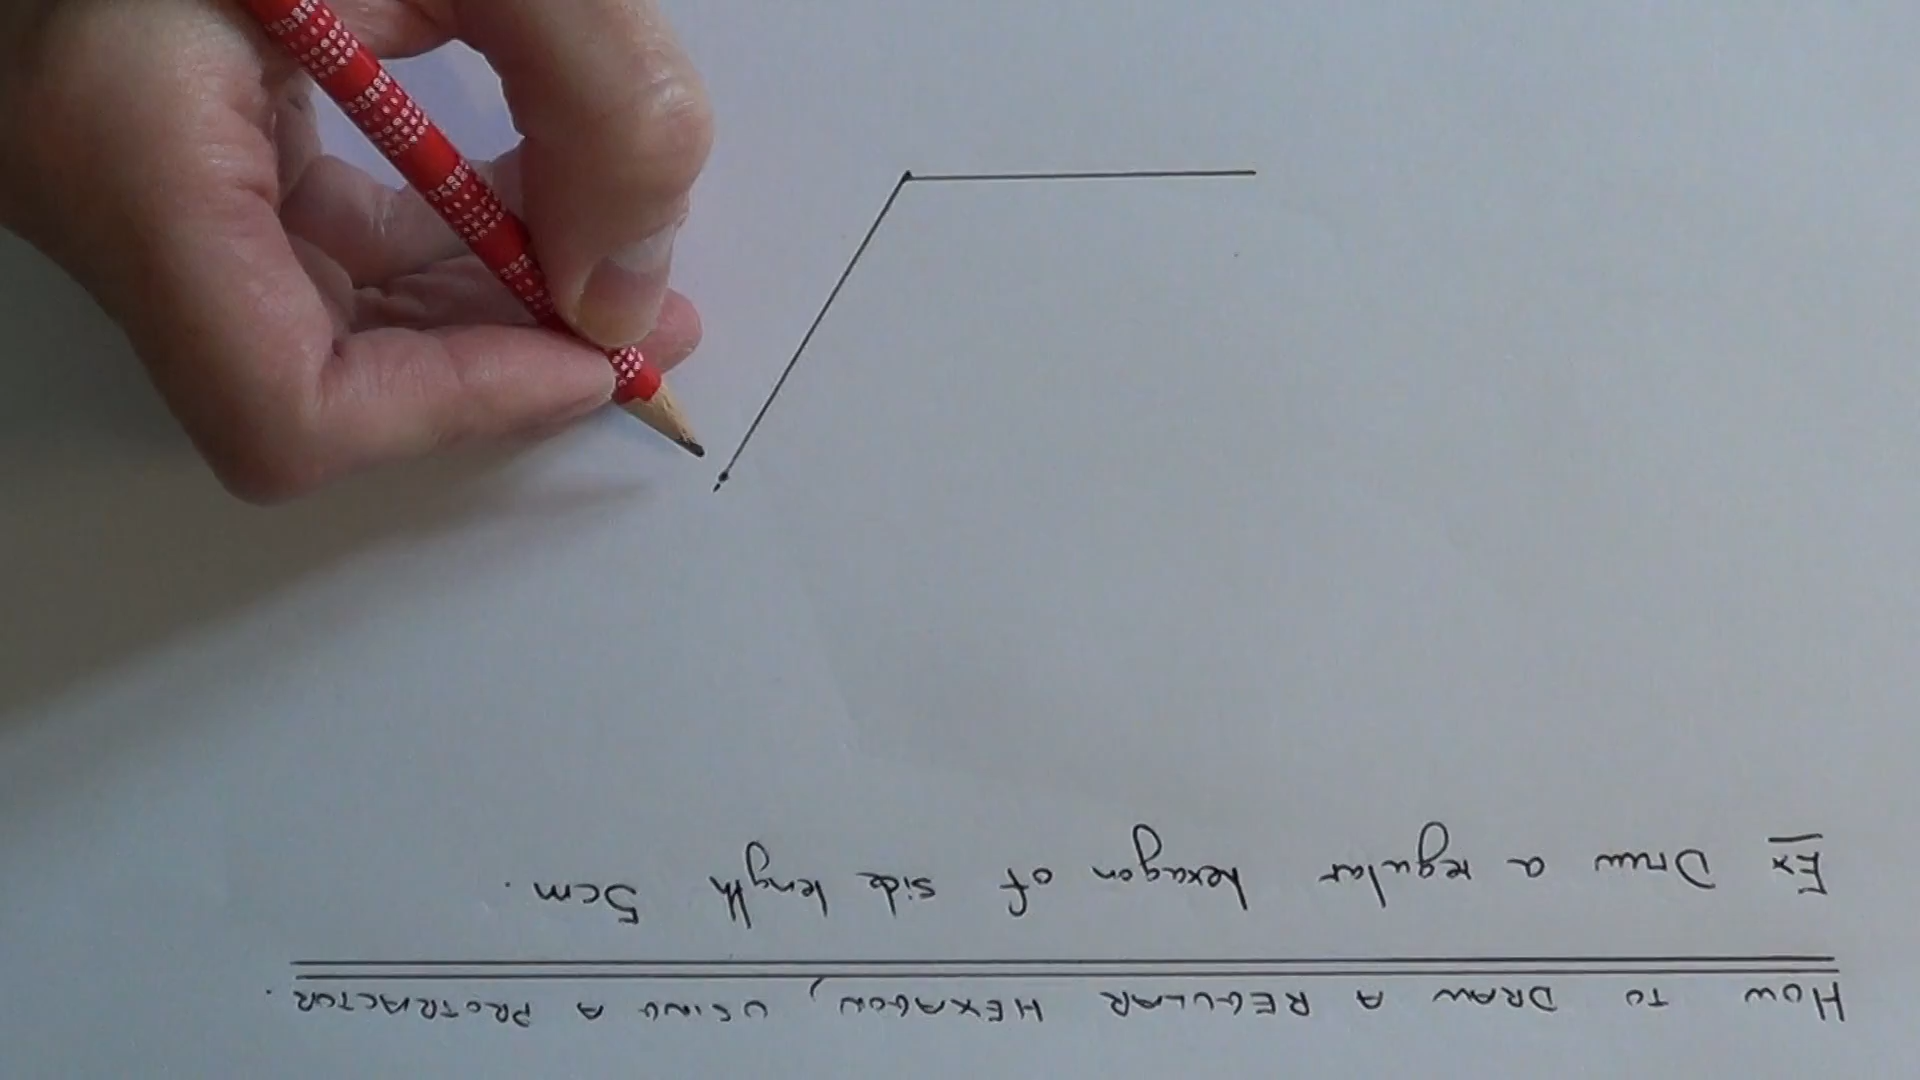 HOW TO DRAW A REGULAR HEXAGON, USING A PROTRACTOR.
Ex Draw a regular hexagon of side length 5cm.